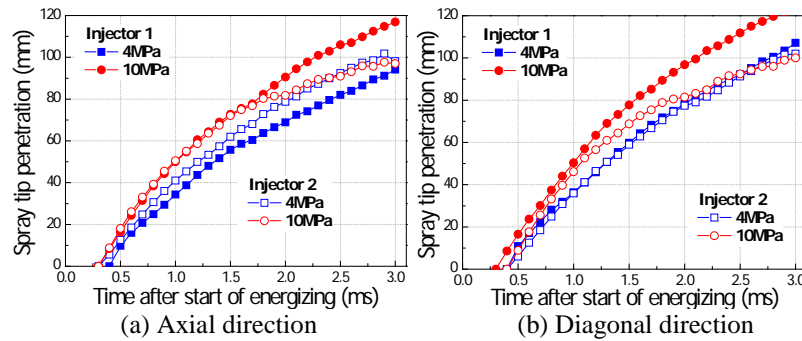 Spray tip penetration (mm)
120
100
80
60
40
20
0
Injector 1
4MPa
10MPa
Injector 2
4MPa
10MPa
0.0 0.5 1.0 1.5 2.0 2.5 3.0
Time after start of energizing (ms)
(a) Axial direction
Spray tip penetration (mm)
120
100
80
60
40
20
0
Injector 1
4MPa
10MPa
Injector 2
4MPa
10MPa
0.0 0.5 1.0 1.5 2.0 2.5 3.0
Time after start of energizing (ms)
(b) Diagonal direction